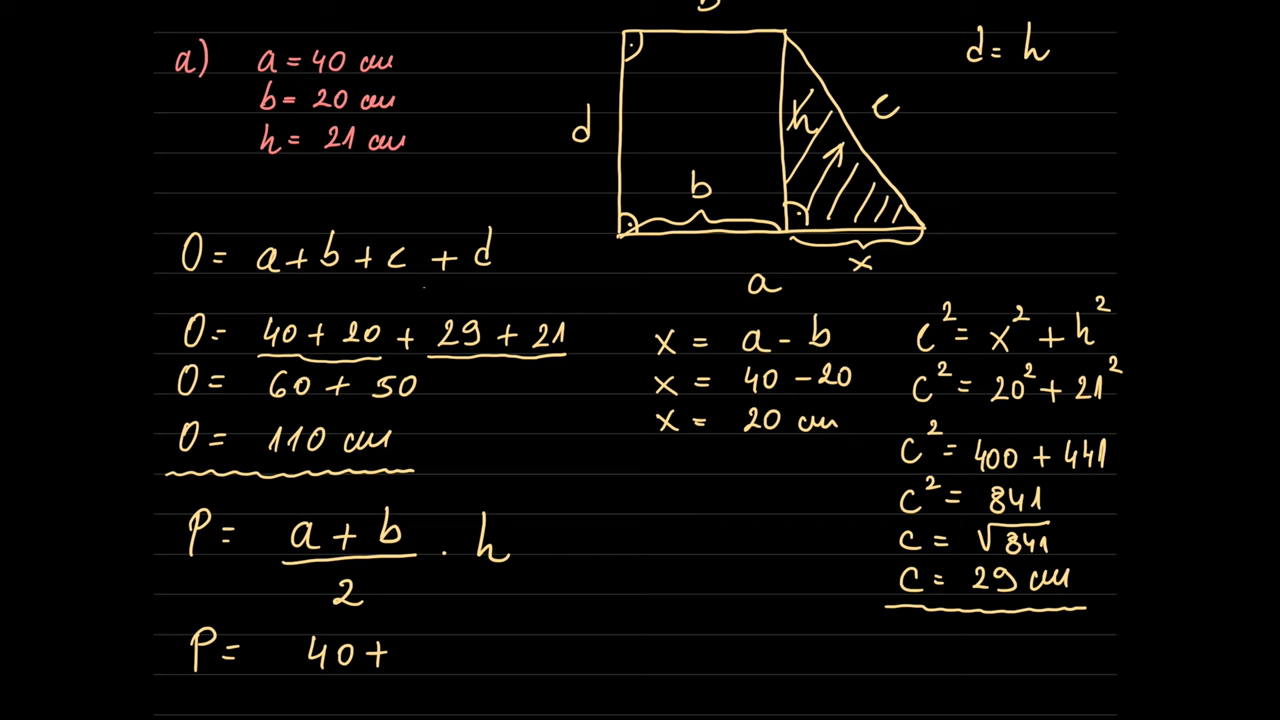 b
a) a = 40 cm
b = 20 cm
h = 21 cm
d = h
d
h
c
b
x
a
O = a + b + c + d
O = 40 + 20 + 29 + 21
O = 60 + 50
O = 110 cm
x = a - b
x = 40 - 20
x = 20 cm
c² = x² + h²
c² = 20² + 21²
c² = 400 + 441
c² = 841
c = √841
c = 29 cm
P = a + b / 2 · h
P = 40 +